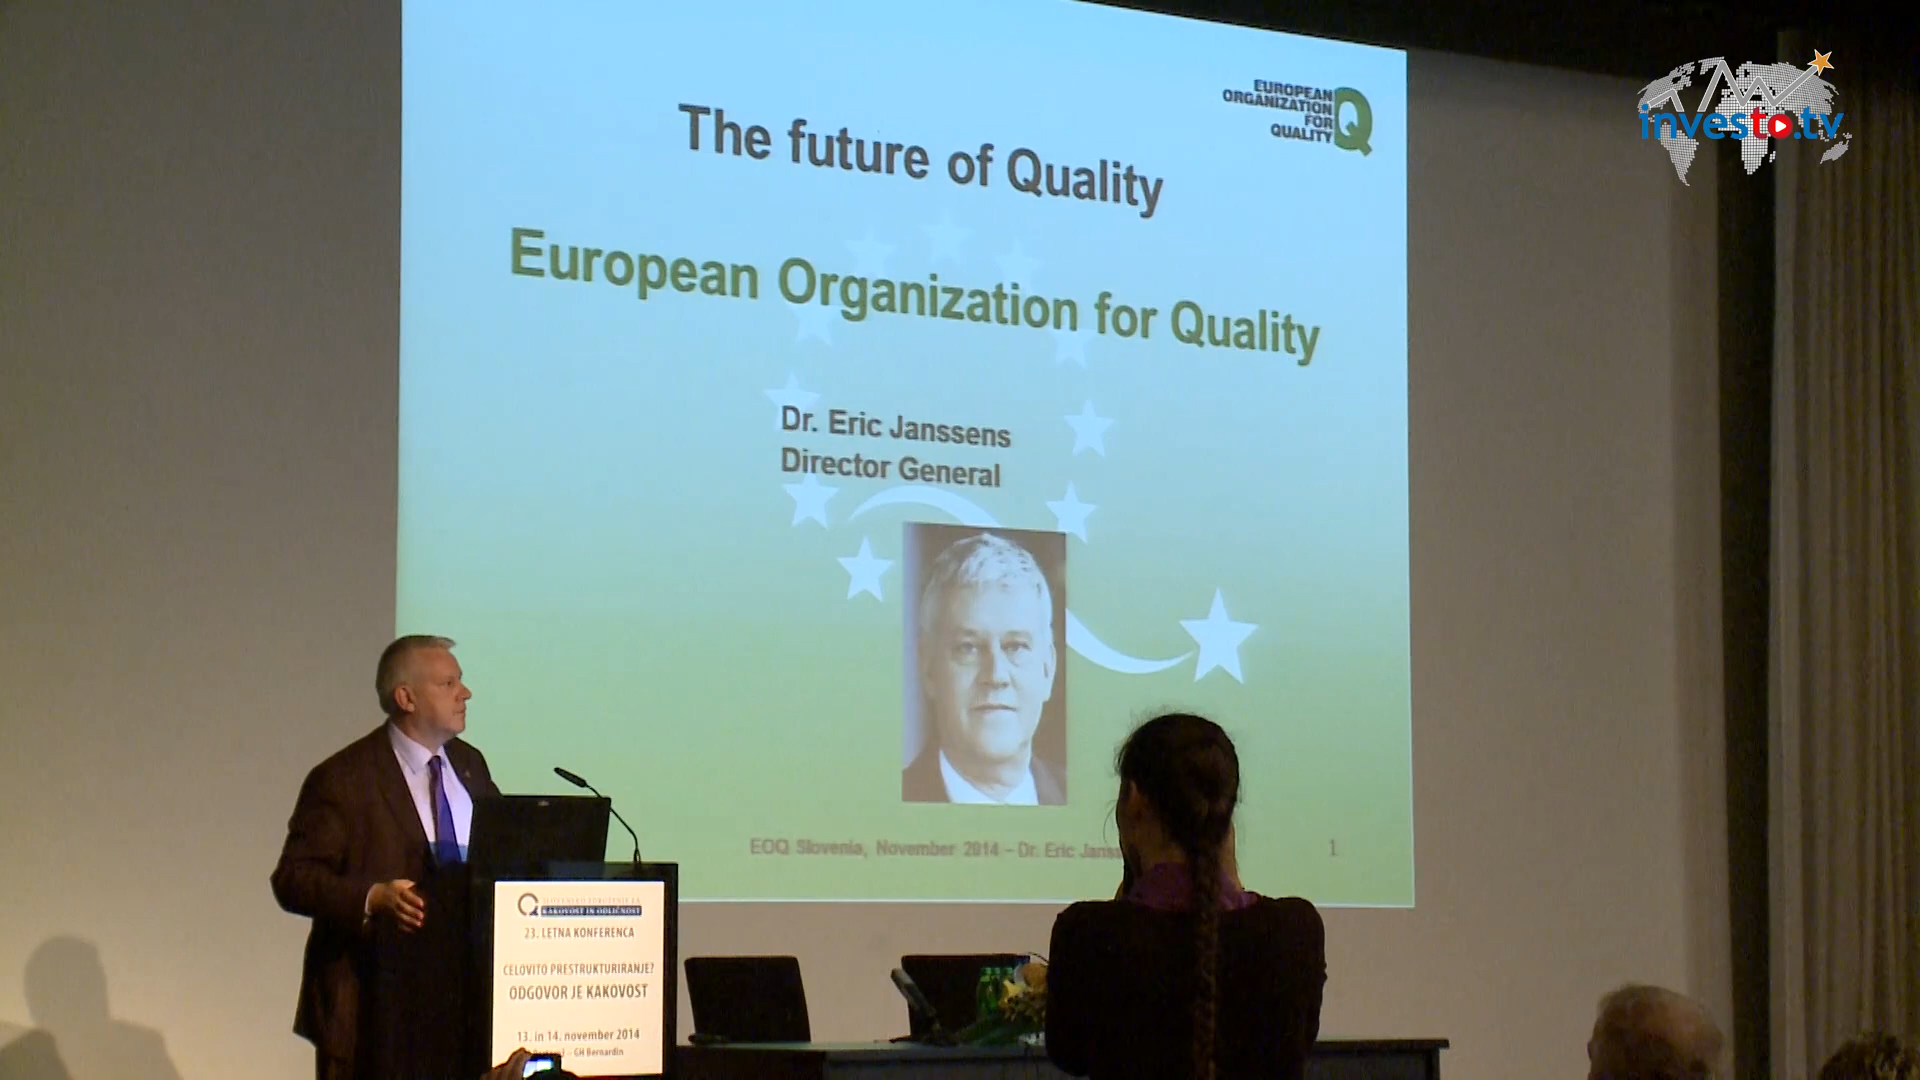 The future of Quality
EUROPEAN
ORGANIZATION
FOR
QUALITY
investo.tv
European Organization for Quality
Dr. Eric Janssens
Director General
EOQ Slovenia, November 2014 – Dr. Eric
1
KAKOVOST IN ODLIČNOST
23. LETNA KONFERENCA
CELOVITO PRESTRUKTURIRANJE?
ODGOVOR JE KAKOVOST
13. in 14. november 2014
– GH Bernardin